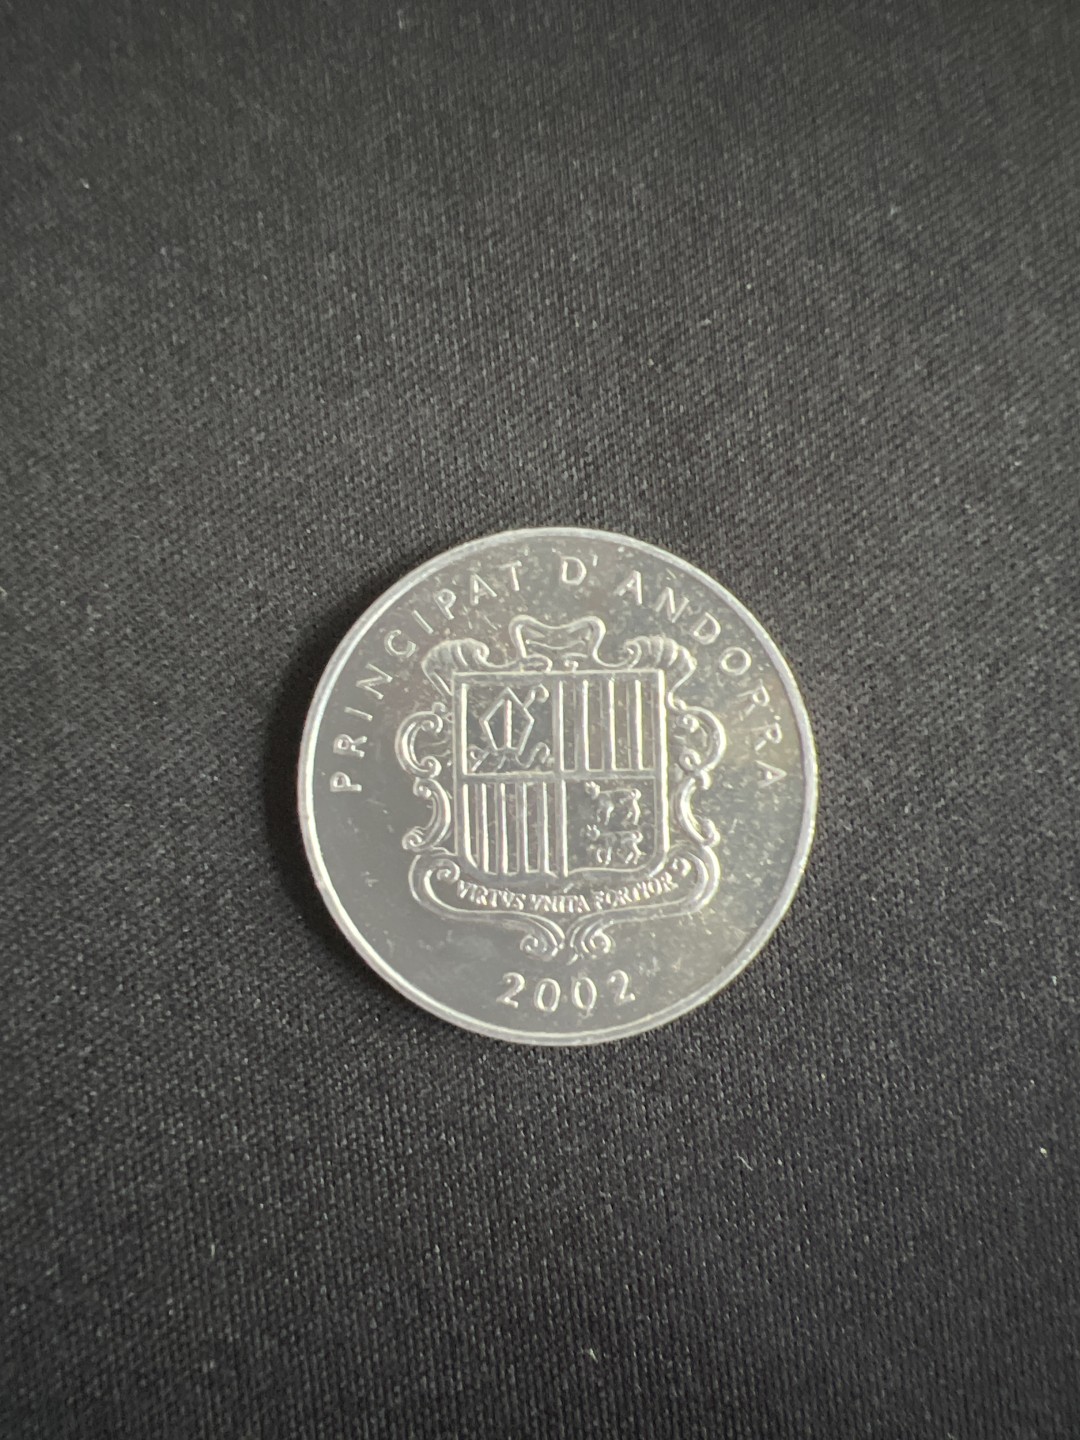 PRINCIPAT D'ANDORRA
VIRTVS VNITA FORTIOR
2002